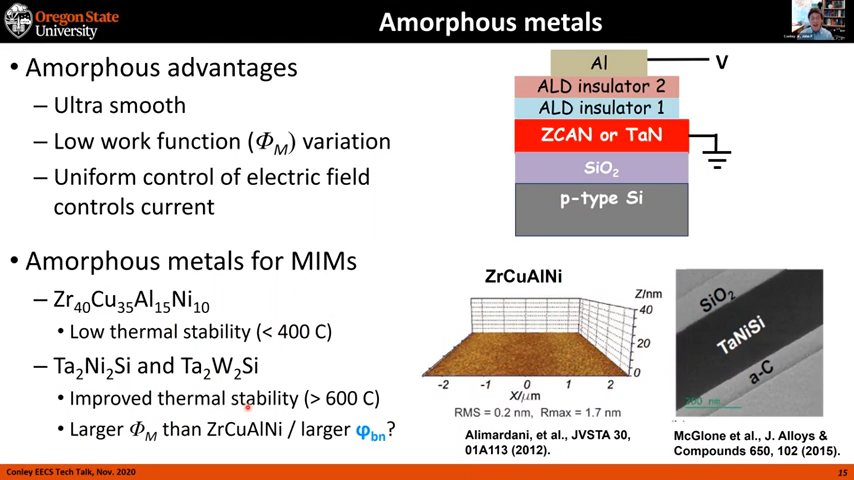 Oregon State
University
Amorphous metals
• Amorphous advantages
– Ultra smooth
– Low work function (Φ_M) variation
– Uniform control of electric field
controls current
• Amorphous metals for MIMs
– Zr₄₀Cu₃₅Al₁₅Ni₁₀
• Low thermal stability (< 400 C)
– Ta₂Ni₂Si and Ta₂W₂Si
• Improved thermal stability (> 600 C)
• Larger Φ_M than ZrCuAlNi / larger φ_bn?
Al
V
ALD insulator 2
ALD insulator 1
ZCAN or TaN
SiO₂
p-type Si
ZrCuAlNi
Z/nm
40
20
0
-2 -1 0 1 2
X/μm
RMS = 0.2 nm, Rmax = 1.7 nm
Alimardani, et al., JVSTA 30,
01A113 (2012).
SiO₂
TaNiSi
a-C
McGlone et al., J. Alloys &
Compounds 650, 102 (2015).
Conley EECS Tech Talk, Nov. 2020
15